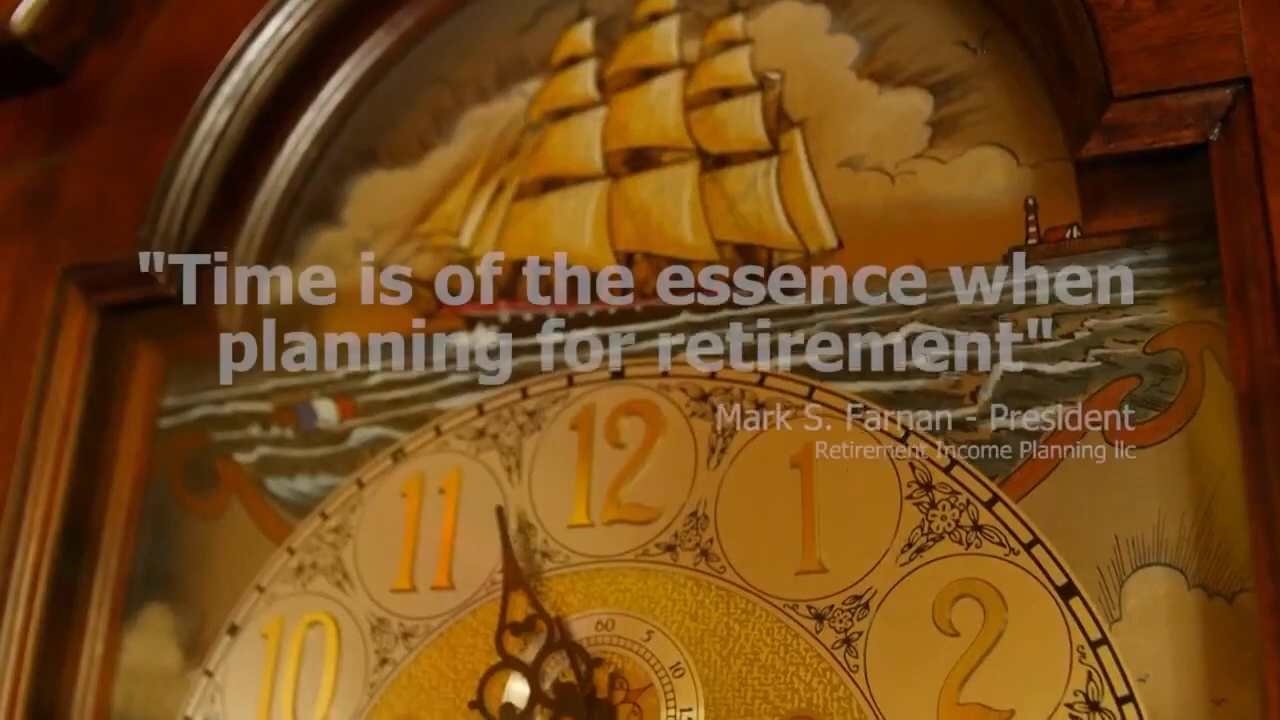 "Time is of the essence when
planning for retirement"
Mark S. Farnan - President
Retirement Income Planning llc
12
11
1
10
2
60
5
10